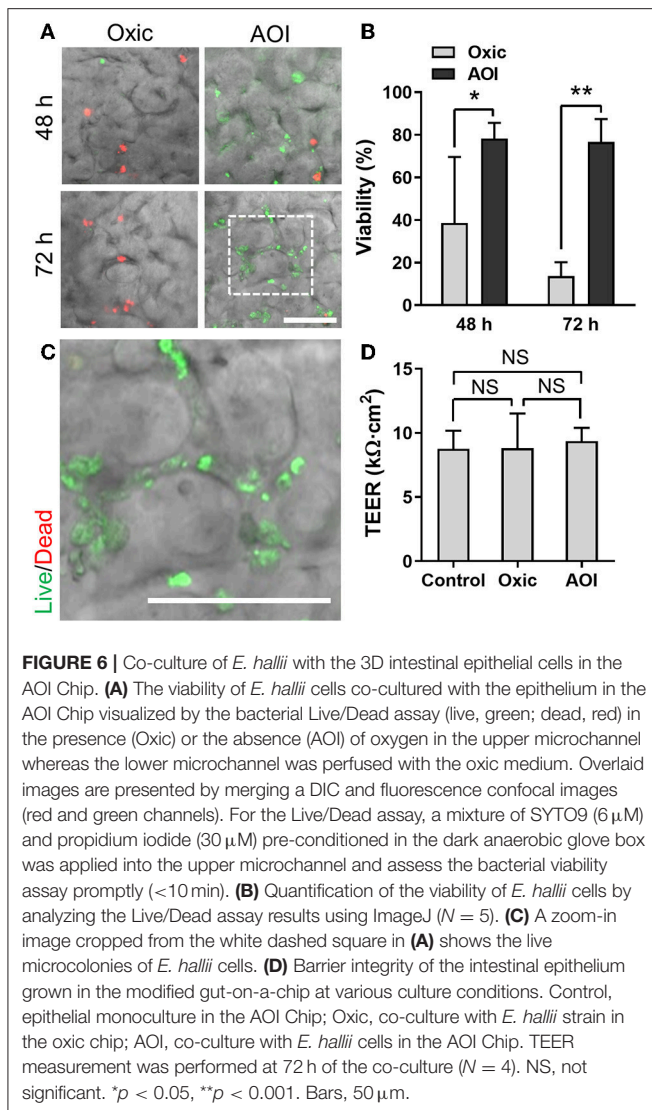 A
Oxic
AOI
48 h
72 h
B
Oxic
AOI
*
**
100
80
60
40
20
0
Viability (%)
48 h
72 h
C
Live/Dead
D
NS
NS
NS
15
10
5
0
TEER (kΩ·cm²)
Control
Oxic
AOI
FIGURE 6 | Co-culture of E. hallii with the 3D intestinal epithelial cells in the
AOI Chip. (A) The viability of E. hallii cells co-cultured with the epithelium in the
AOI Chip visualized by the bacterial Live/Dead assay (live, green; dead, red) in
the presence (Oxic) or the absence (AOI) of oxygen in the upper microchannel
whereas the lower microchannel was perfused with the oxic medium. Overlaid
images are presented by merging a DIC and fluorescence confocal images
(red and green channels). For the Live/Dead assay, a mixture of SYTO9 (6 μM)
and propidium iodide (30 μM) pre-conditioned in the dark anaerobic glove box
was applied into the upper microchannel and assess the bacterial viability
assay promptly (<10 min). (B) Quantification of the viability of E. hallii cells by
analyzing the Live/Dead assay results using ImageJ (N = 5). (C) A zoom-in
image cropped from the white dashed square in (A) shows the live
microcolonies of E. hallii cells. (D) Barrier integrity of the intestinal epithelium
grown in the modified gut-on-a-chip at various culture conditions. Control,
epithelial monoculture in the AOI Chip; Oxic, co-culture with E. hallii strain in
the oxic chip; AOI, co-culture with E. hallii cells in the AOI Chip. TEER
measurement was performed at 72 h of the co-culture (N = 4). NS, not
significant. *p < 0.05, **p < 0.001. Bars, 50 μm.